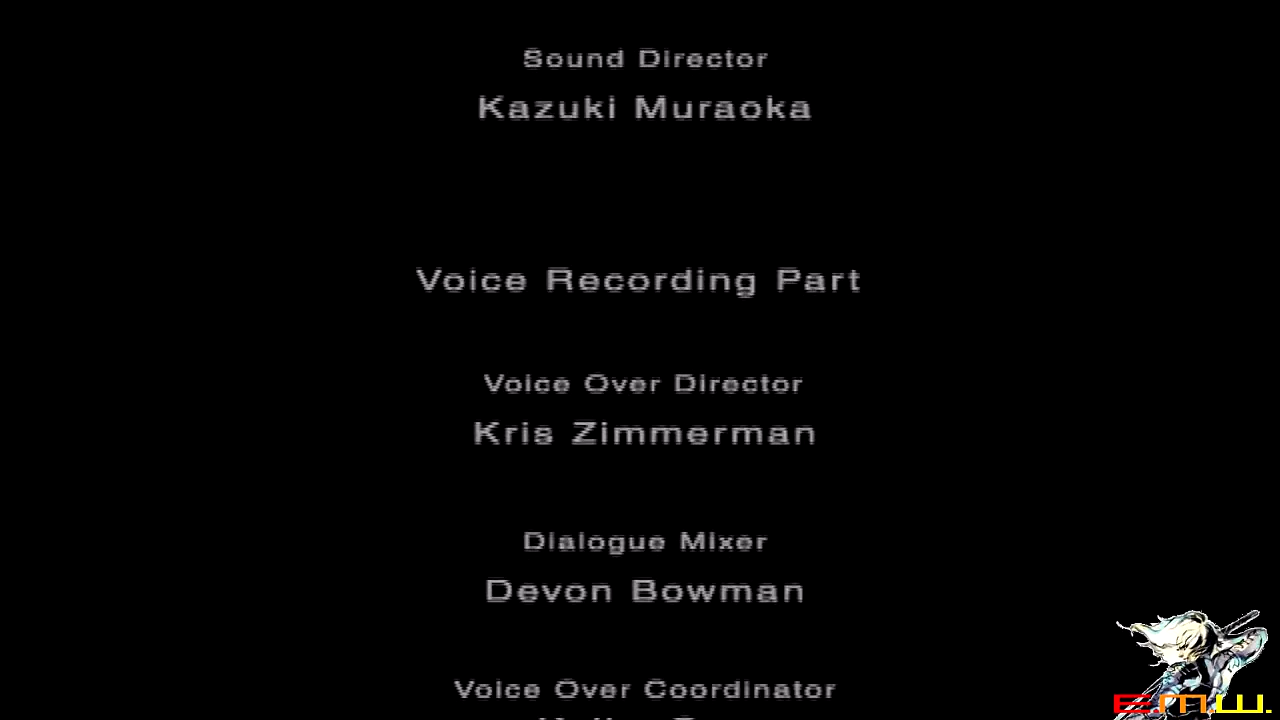 Sound Director
Kazuki Muraoka
Voice Recording Part
Voice Over Director
Kris Zimmerman
Dialogue Mixer
Devon Bowman
Voice Over Coordinator
E.M.W.